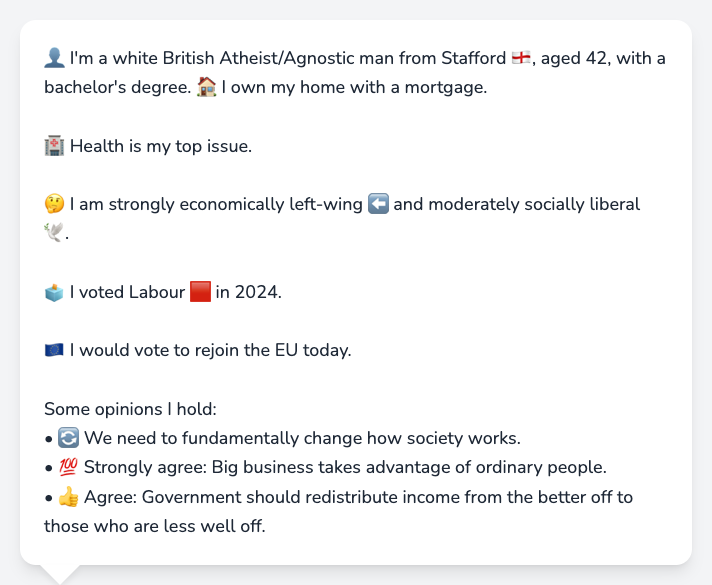 👤 I'm a white British Atheist/Agnostic man from Stafford 🏴󠁧󠁢󠁥󠁮󠁧󠁿, aged 42, with a
bachelor's degree. 🏠 I own my home with a mortgage.
🏥 Health is my top issue.
🤔 I am strongly economically left-wing ⬅️ and moderately socially liberal
🕊️.
🗳️ I voted Labour 🟥 in 2024.
🇪🇺 I would vote to rejoin the EU today.
Some opinions I hold:
• 🔄 We need to fundamentally change how society works.
• 💯 Strongly agree: Big business takes advantage of ordinary people.
• 👍 Agree: Government should redistribute income from the better off to
those who are less well off.